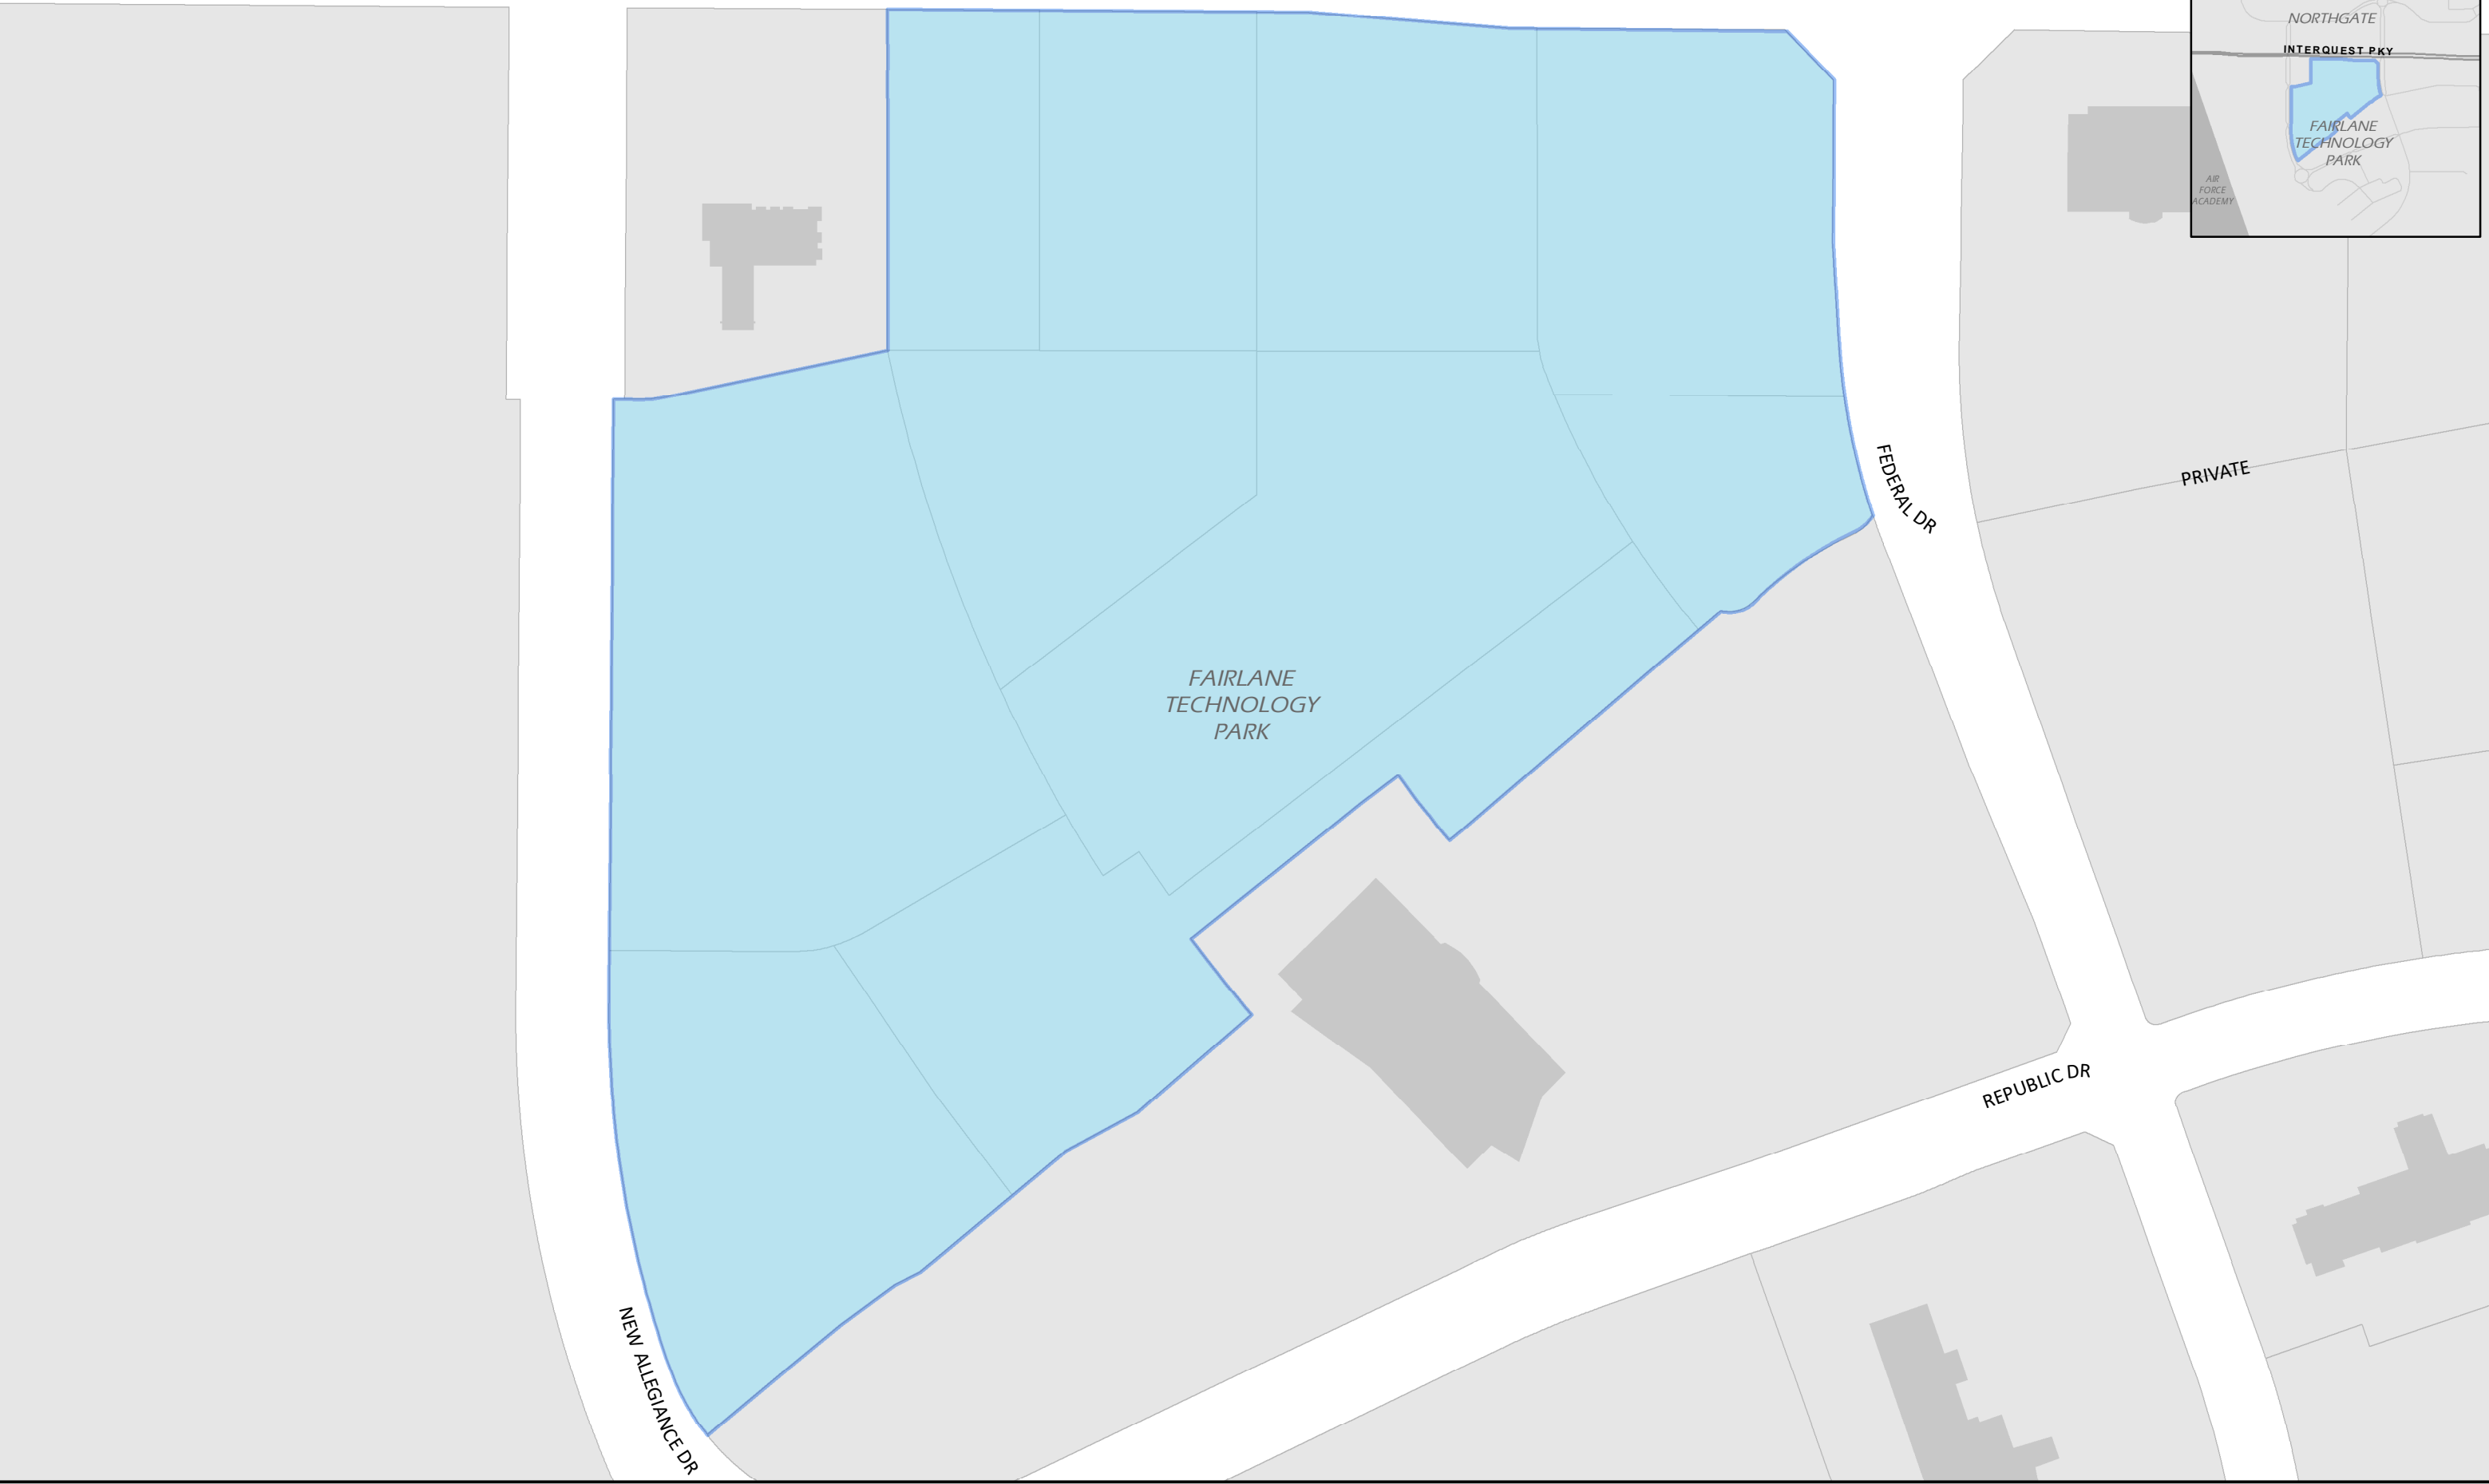 NORTHGATE
INTERQUEST PKY
FAIRLANE
TECHNOLOGY
PARK
AIR
FORCE
ACADEMY
FEDERAL DR
PRIVATE
FAIRLANE
TECHNOLOGY
PARK
REPUBLIC DR
NEW ALLEGIANCE DR